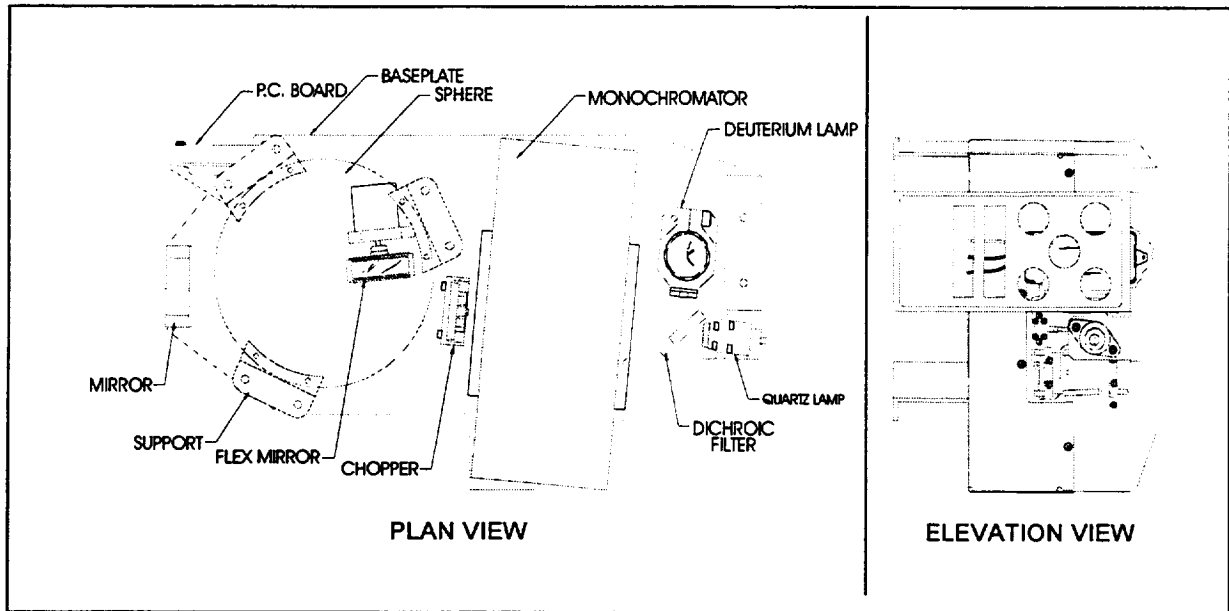 P.C. BOARD
BASEPLATE
SPHERE
MONOCHROMATOR
DEUTERIUM LAMP
MIRROR
SUPPORT
FLEX MIRROR
CHOPPER
QUARTZ LAMP
DICHROIC
FILTER
PLAN VIEW
ELEVATION VIEW